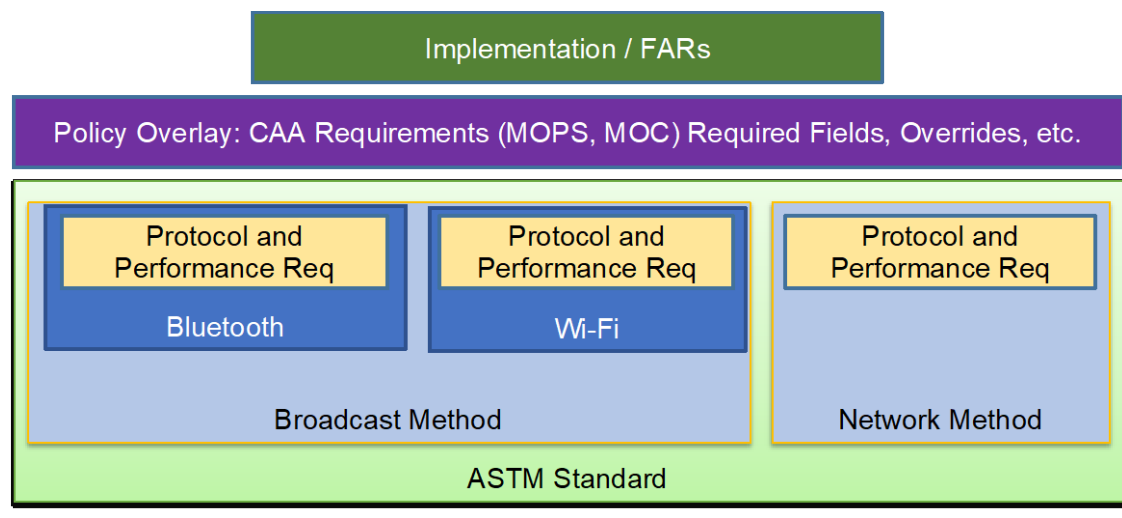 Implementation / FARs
Policy Overlay: CAA Requirements (MOPS, MOC) Required Fields, Overrides, etc.
Protocol and
Performance Req
Bluetooth
Protocol and
Performance Req
Wi-Fi
Broadcast Method
Protocol and
Performance Req
Network Method
ASTM Standard